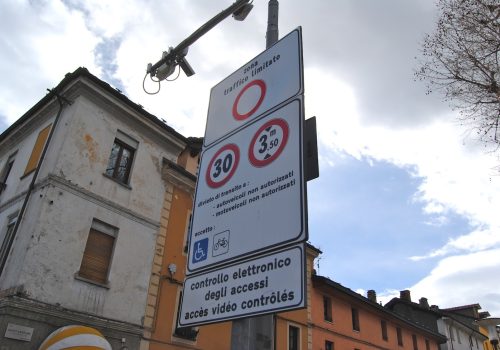 zona
traffico limitato
30
3,m50
divieto di transito a :
- autoveicoli non autorizzati
- motoveicoli non autorizzati
eccetto :
controllo elettronico
degli accessi
accès vidéo contrôlés